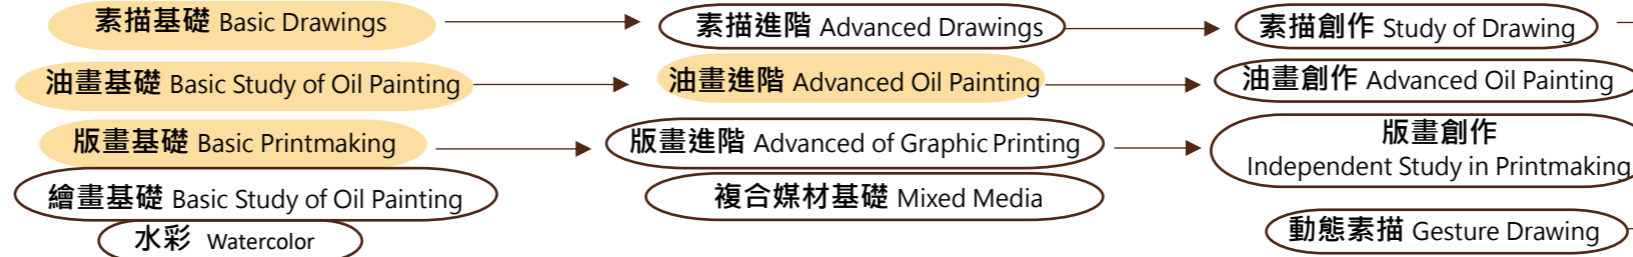 素描基礎 Basic Drawings
素描進階 Advanced Drawings
素描創作 Study of Drawing
油畫基礎 Basic Study of Oil Painting
油畫進階 Advanced Oil Painting
油畫創作 Advanced Oil Painting
版畫基礎 Basic Printmaking
版畫進階 Advanced of Graphic Printing
版畫創作
Independent Study in Printmaking
繪畫基礎 Basic Study of Oil Painting
複合媒材基礎 Mixed Media
水彩 Watercolor
動態素描 Gesture Drawing